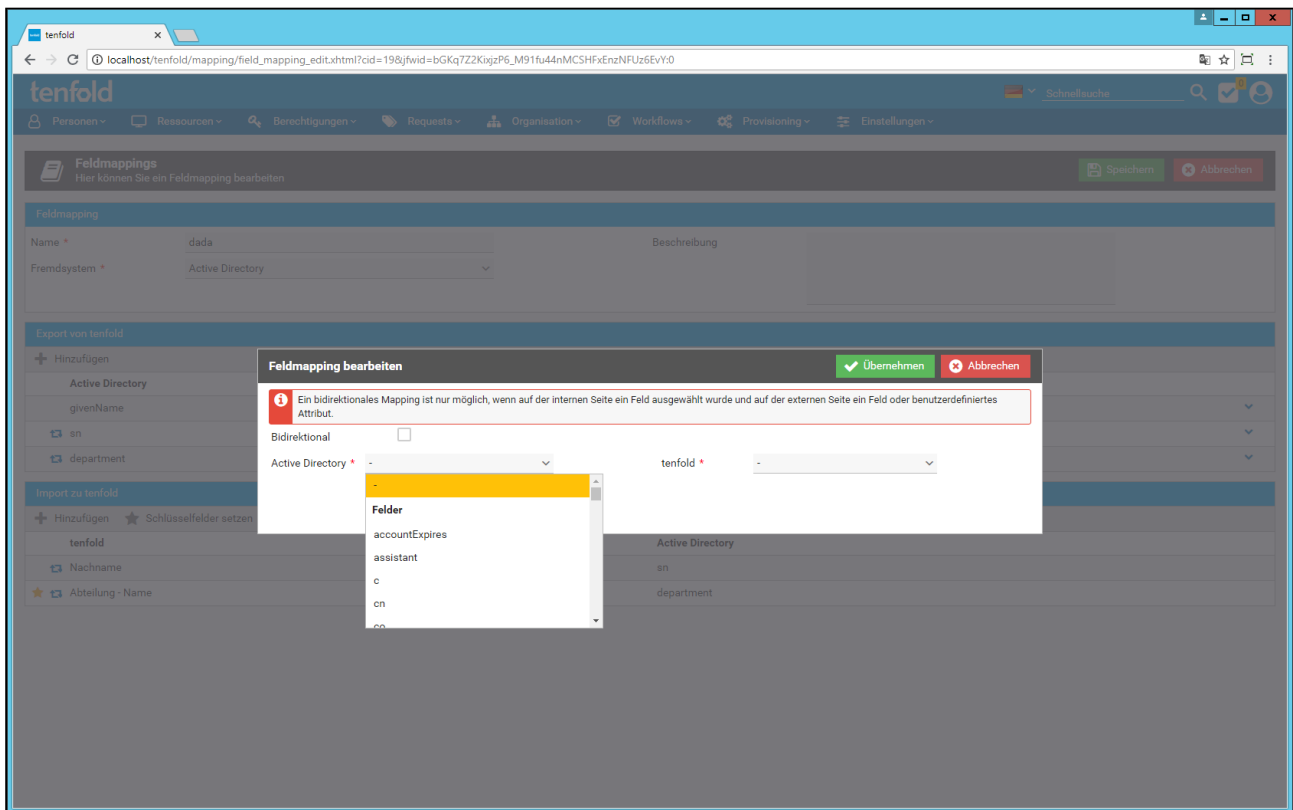 tenfold
localhost/tenfold/mapping/field_mapping_edit.xhtml?cid=19&jfwid=bGKq7Z2KixjzP6_M91fu44nMCSHFxEnzNFUz6EvY:0
tenfold
Schnellsuche
0
Personen
Ressourcen
Berechtigungen
Requests
Organisation
Workflows
Provisioning
Einstellungen
Feldmappings
Hier können Sie ein Feldmapping bearbeiten
Speichern
Abbrechen
Feldmapping
Name *
dada
Beschreibung
Fremdsystem *
Active Directory
Export von tenfold
Hinzufügen
Active Directory
givenName
sn
department
Feldmapping bearbeiten
Übernehmen
Abbrechen
Ein bidirektionales Mapping ist nur möglich, wenn auf der internen Seite ein Feld ausgewählt wurde und auf der externen Seite ein Feld oder benutzerdefiniertes
Attribut.
Bidirektional
Active Directory * -
tenfold * -
-
Felder
accountExpires
assistant
c
cn
co
Import zu tenfold
Hinzufügen
Schlüsselfelder setzen
tenfold
Active Directory
Nachname
sn
Abteilung - Name
department